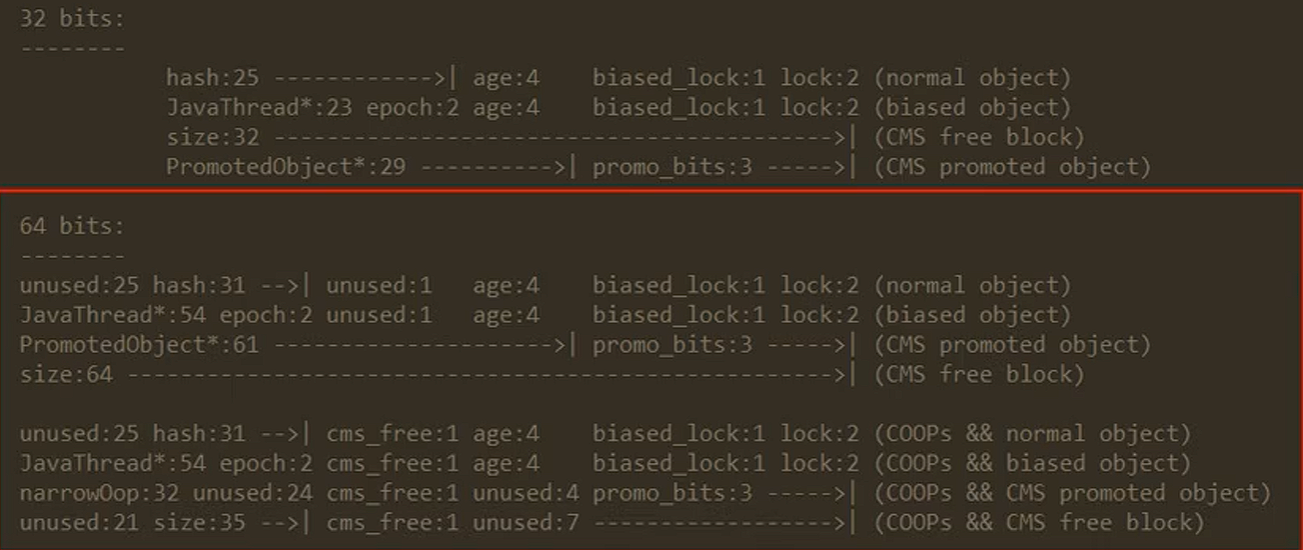 32 bits:
--------
hash:25 ------------>| age:4    biased_lock:1 lock:2 (normal object)
JavaThread*:23 epoch:2 age:4    biased_lock:1 lock:2 (biased object)
size:32 ------------------------------------------>| (CMS free block)
PromotedObject*:29 ---------->| promo_bits:3 ----->| (CMS promoted object)
64 bits:
--------
unused:25 hash:31 -->| unused:1   age:4    biased_lock:1 lock:2 (normal object)
JavaThread*:54 epoch:2 unused:1   age:4    biased_lock:1 lock:2 (biased object)
PromotedObject*:61 --------------------->| promo_bits:3 ----->| (CMS promoted object)
size:64 ----------------------------------------------------->| (CMS free block)
unused:25 hash:31 -->| cms_free:1 age:4    biased_lock:1 lock:2 (COOPs && normal object)
JavaThread*:54 epoch:2 cms_free:1 age:4    biased_lock:1 lock:2 (COOPs && biased object)
narrowOop:32 unused:24 cms_free:1 unused:4 promo_bits:3 ----->| (COOPs && CMS promoted object)
unused:21 size:35 -->| cms_free:1 unused:7 ------------------>| (COOPs && CMS free block)